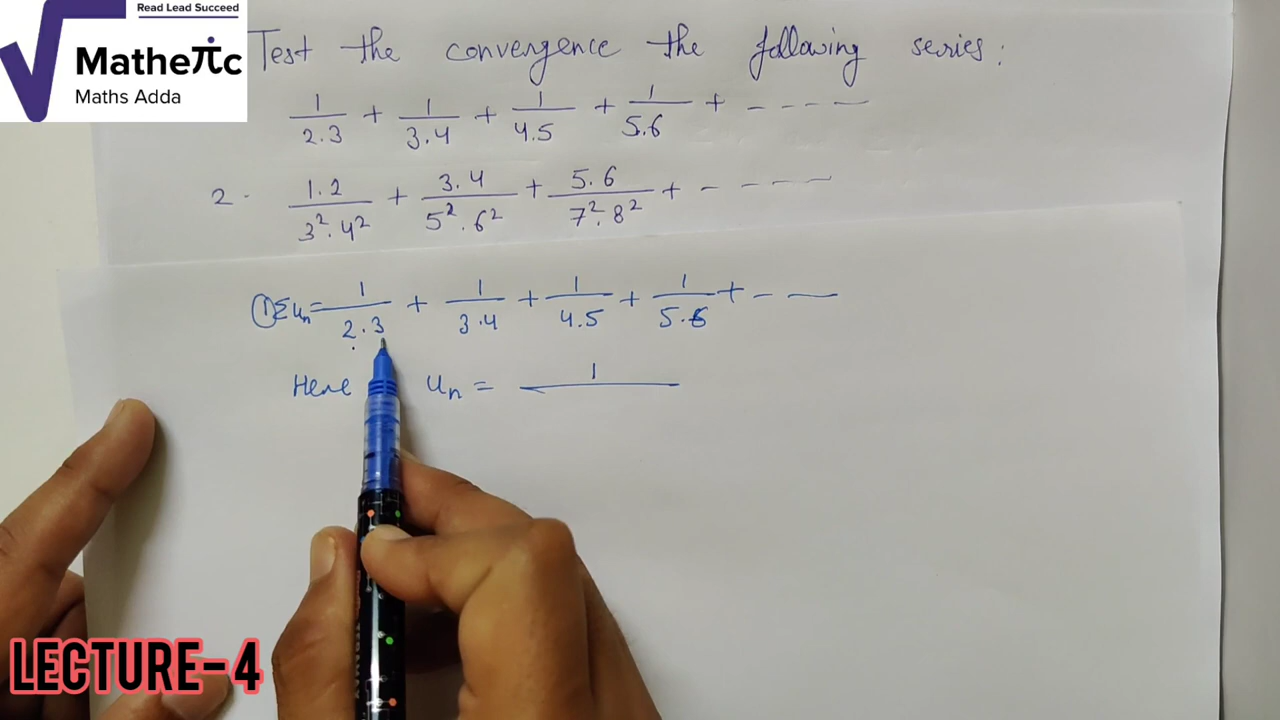 Read Lead Succeed
Matheπc
Maths Adda
Test the convergence the following series:
1/2.3 + 1/3.4 + 1/4.5 + 1/5.6 + ----
2. 1.2/3².4² + 3.4/5².6² + 5.6/7².8² + ----
① Σuₙ = 1/2.3 + 1/3.4 + 1/4.5 + 1/5.6 + --
Here uₙ = 1/
LECTURE-4